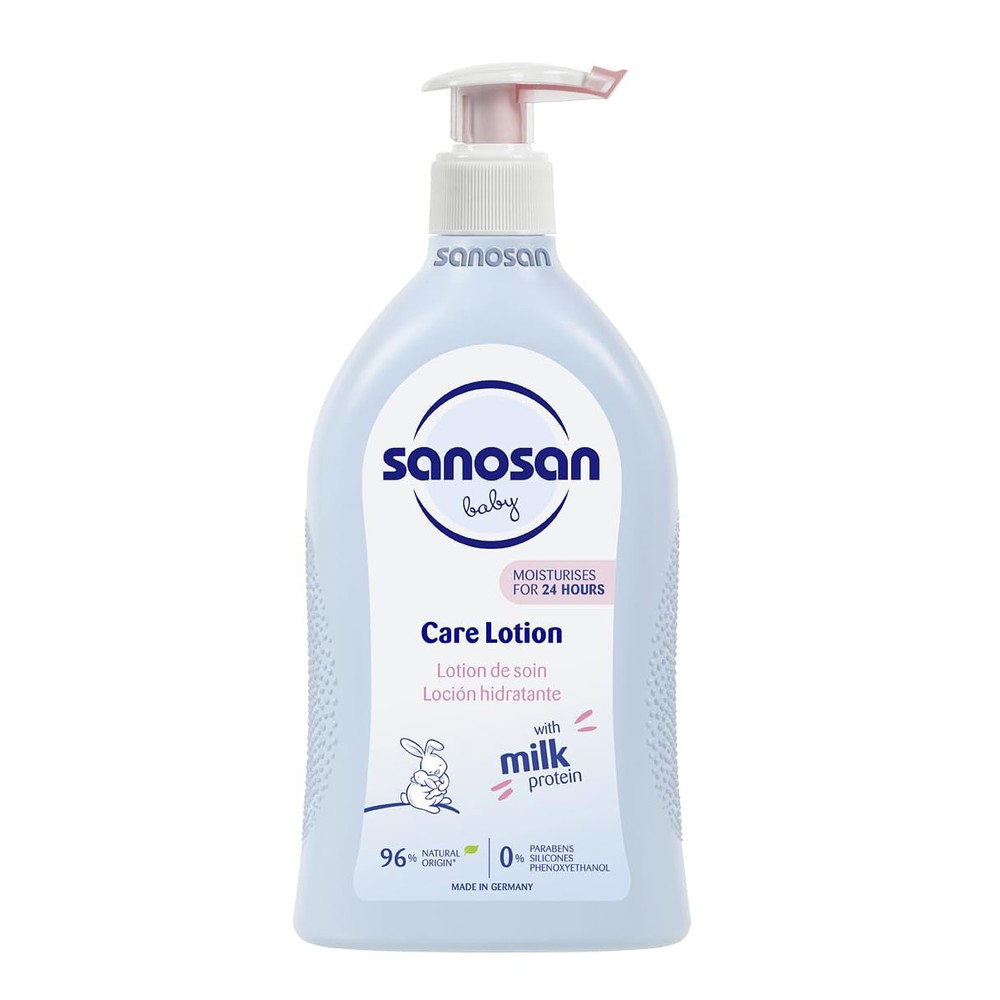 sanosan
sanosan
baby
MOISTURISES
FOR 24 HOURS
Care Lotion
Lotion de soin
Loción hidratante
with
milk
protein
96% NATURAL ORIGIN*
0% PARABENS
SILICONES
PHENOXYETHANOL
MADE IN GERMANY